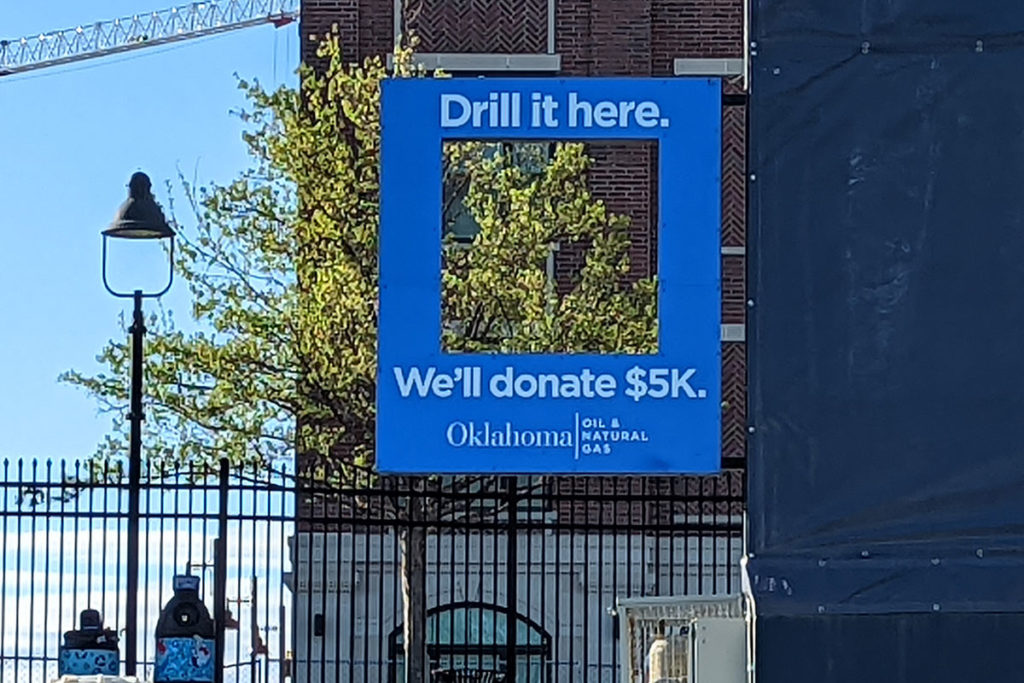 Drill it here.
We'll donate $5K.
Oklahoma
OIL &
NATURAL
GAS